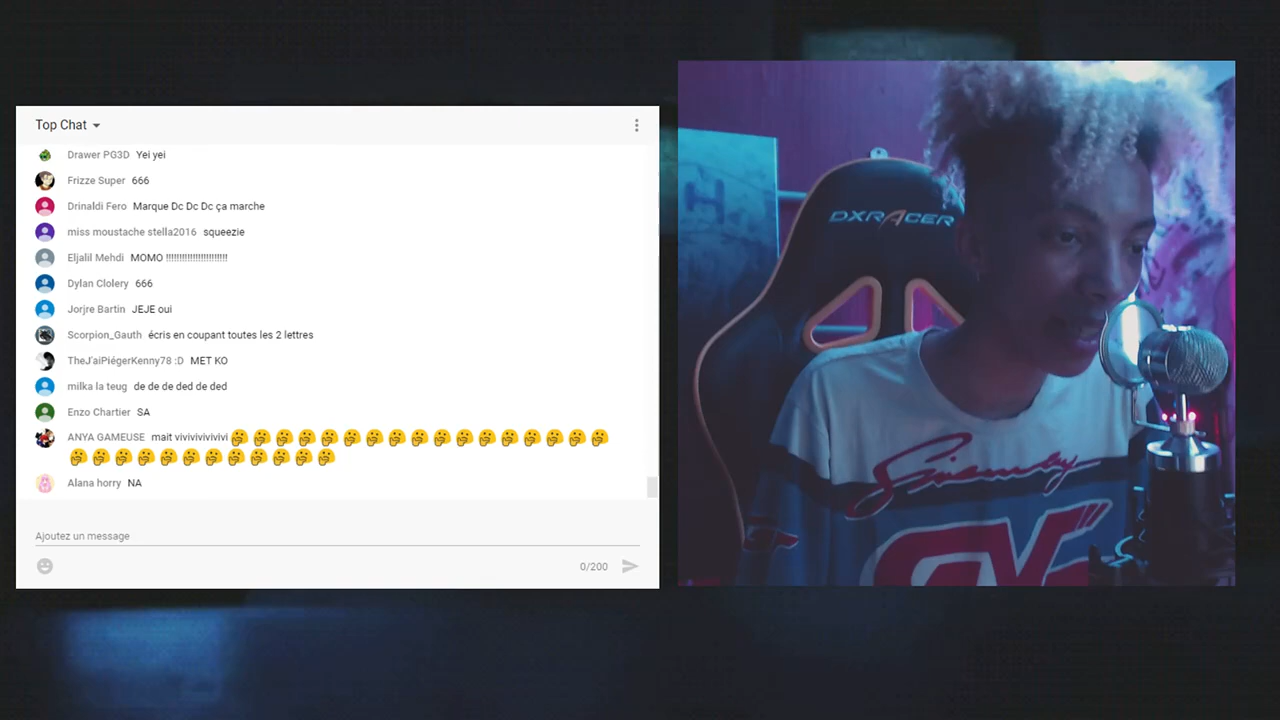 Top Chat
Drawer PG3D Yei yei
Frizze Super 666
Drinaldi Fero Marque Dc Dc Dc ça marche
miss moustache stella2016 squeezie
Eljalil Mehdi MOMO !!!!!!!!!!!!!!!!!!!!!!!
Dylan Clolery 666
Jorjre Bartin JEJE oui
Scorpion_Gauth écris en coupant toutes les 2 lettres
TheJ'aiPiégerKenny78 :D MET KO
milka la teug de de de ded de ded
Enzo Chartier SA
ANYA GAMEUSE mait vivivivivivi 🤔🤔🤔🤔🤔🤔🤔🤔🤔🤔🤔🤔🤔🤔🤔🤔🤔
🤔🤔🤔🤔🤔🤔🤔🤔🤔🤔🤔🤔
Alana horry NA
Ajoutez un message
0/200
H
DXRACER